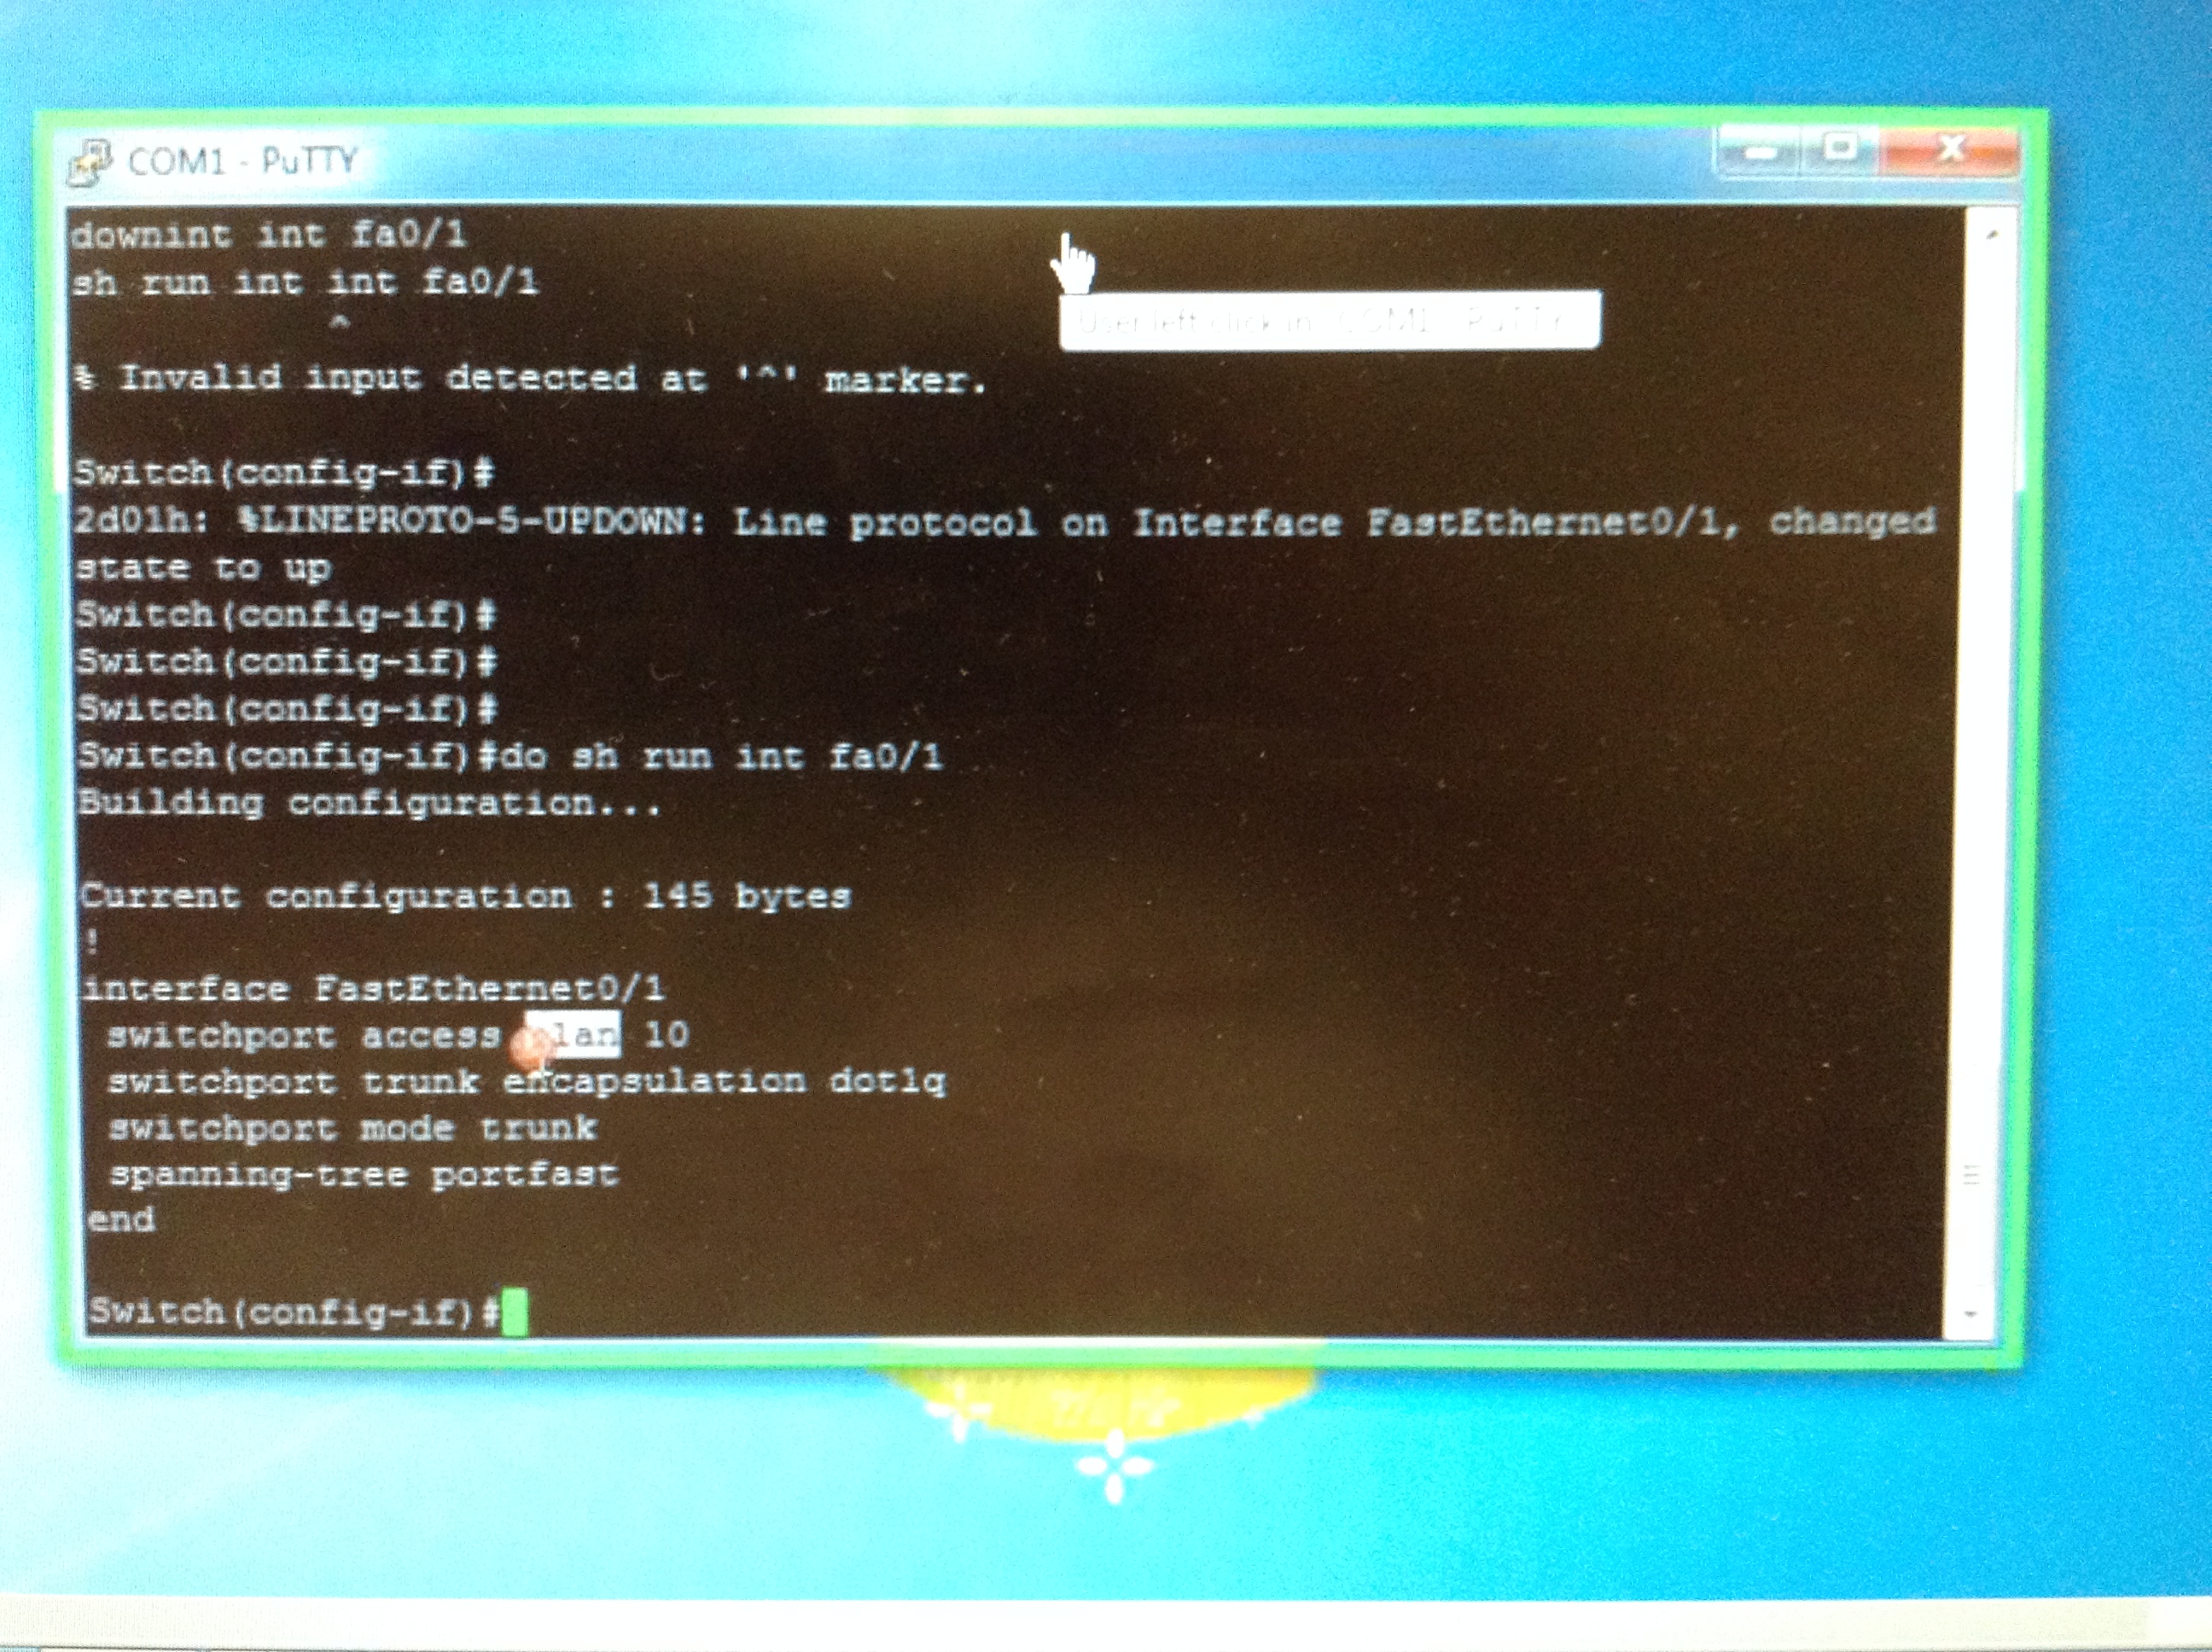 COM1 - PuTTY
downint int fa0/1
sh run int int fa0/1
^
% Invalid input detected at '^' marker.
User left click in COM1 PuTTY
Switch(config-if)#
2d01h: %LINEPROTO-5-UPDOWN: Line protocol on Interface FastEthernet0/1, changed
state to up
Switch(config-if)#
Switch(config-if)#
Switch(config-if)#
Switch(config-if)#do sh run int fa0/1
Building configuration...
Current configuration : 145 bytes
!
interface FastEthernet0/1
switchport access vlan 10
switchport trunk encapsulation dot1q
switchport mode trunk
spanning-tree portfast
end
Switch(config-if)#